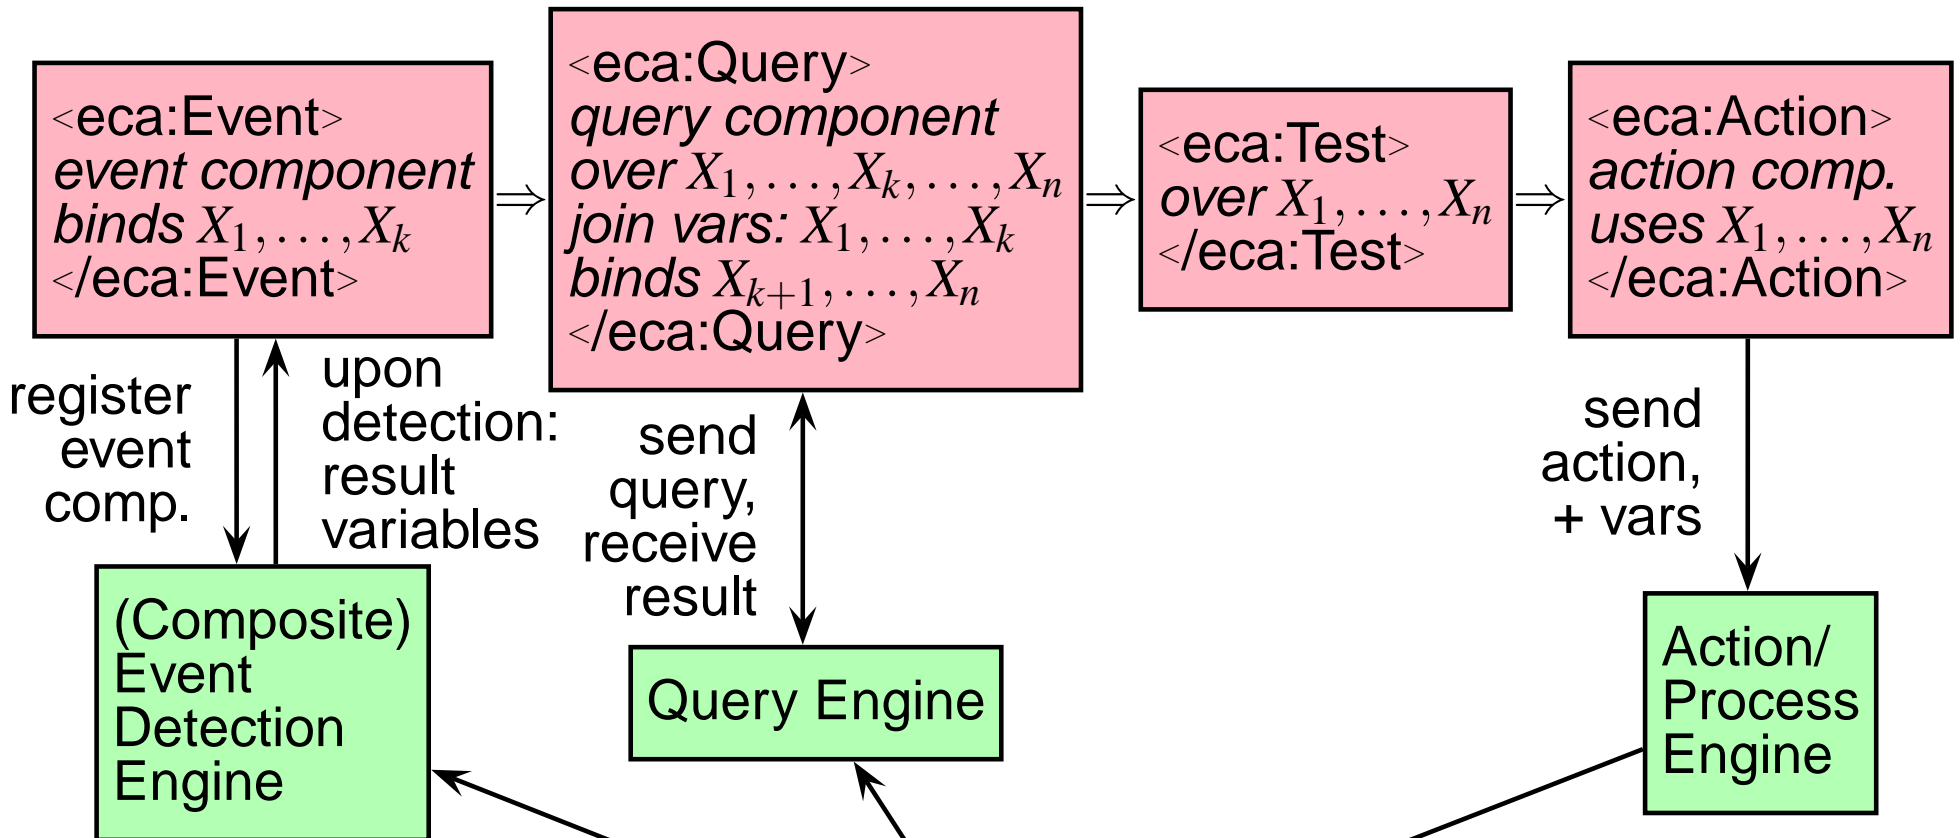 <eca:Event>
event component
binds X₁,...,Xₖ
</eca:Event>
⇒
<eca:Query>
query component
over X₁,...,Xₖ,...,Xₙ
join vars: X₁,...,Xₖ
binds Xₖ₊₁,...,Xₙ
</eca:Query>
⇒
<eca:Test>
over X₁,...,Xₙ
</eca:Test>
⇒
<eca:Action>
action comp.
uses X₁,...,Xₙ
</eca:Action>
register
event
comp.
upon
detection:
result
variables
send
query,
receive
result
send
action,
+ vars
(Composite)
Event
Detection
Engine
Query Engine
Action/
Process
Engine